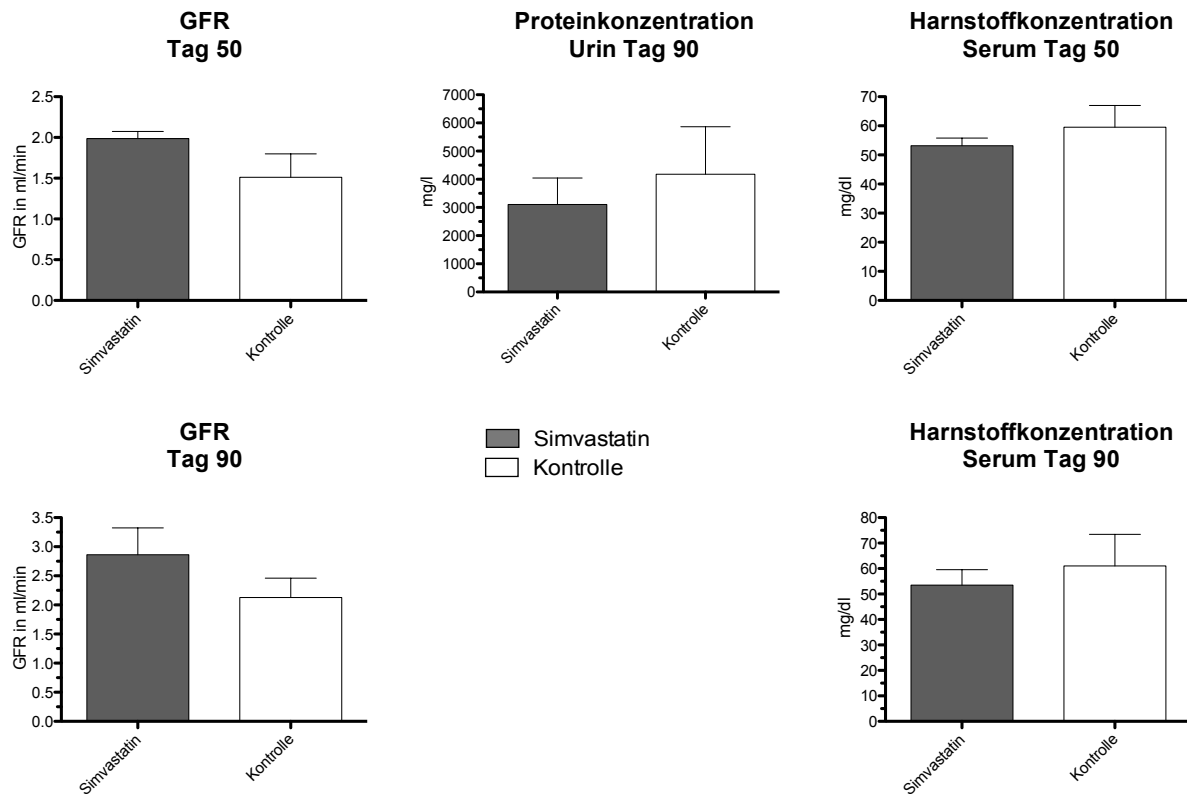 GFR
Tag 50
GFR in ml/min
2.5
2.0
1.5
1.0
0.5
0.0
Simvastatin
Kontrolle
Proteinkonzentration
Urin Tag 90
mg/l
7000
6000
5000
4000
3000
2000
1000
0
Simvastatin
Kontrolle
Harnstoffkonzentration
Serum Tag 50
mg/dl
70
60
50
40
30
20
10
0
Simvastatin
Kontrolle
GFR
Tag 90
GFR in ml/min
3.5
3.0
2.5
2.0
1.5
1.0
0.5
0.0
Simvastatin
Kontrolle
Simvastatin
Kontrolle
Harnstoffkonzentration
Serum Tag 90
mg/dl
80
70
60
50
40
30
20
10
0
Simvastatin
Kontrolle